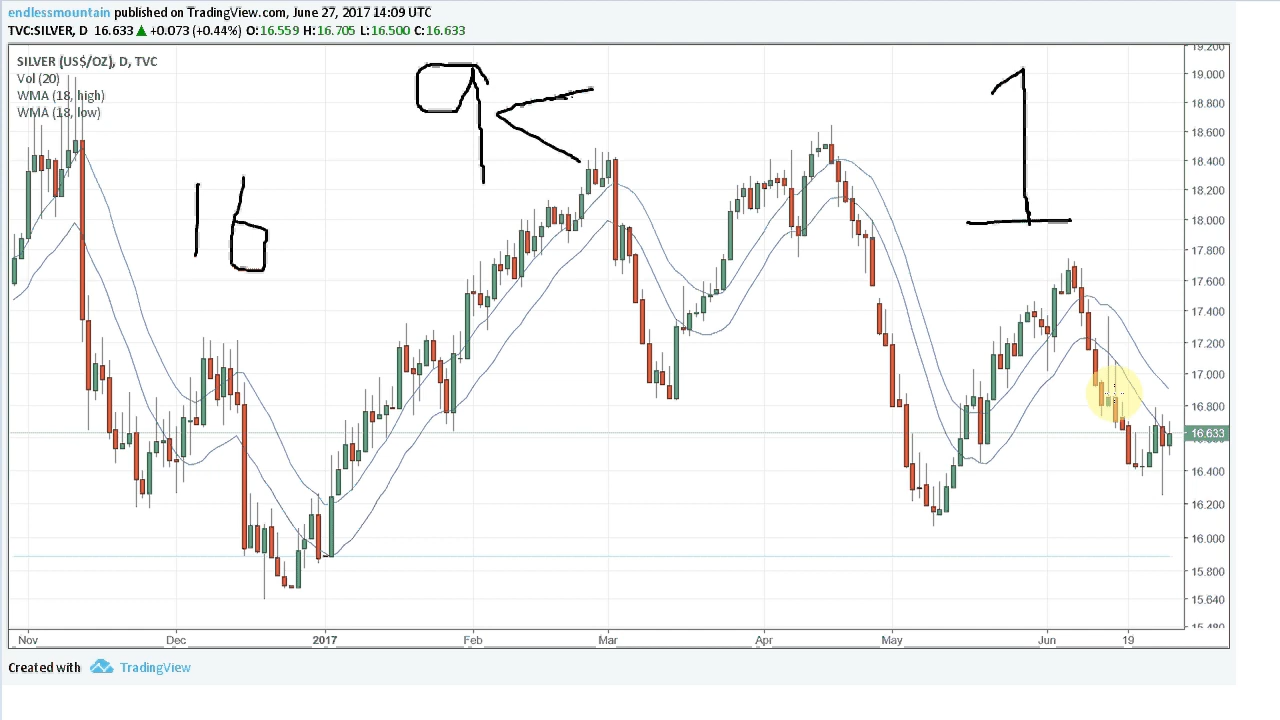 endlessmountain published on TradingView.com, June 27, 2017 14:09 UTC
TVC:SILVER, D 16.633 ▲ +0.073 (+0.44%) O:16.559 H:16.705 L:16.500 C:16.633
SILVER (US$/OZ), D, TVC
Vol (20)
WMA (18, high)
WMA (18, low)
16
9<
1
19.200
19.000
18.800
18.600
18.400
18.200
18.000
17.800
17.600
17.400
17.200
17.000
16.800
16.633
16.400
16.200
16.000
15.800
15.640
15.480
Nov Dec 2017 Feb Mar Apr May Jun 19
Created with TradingView